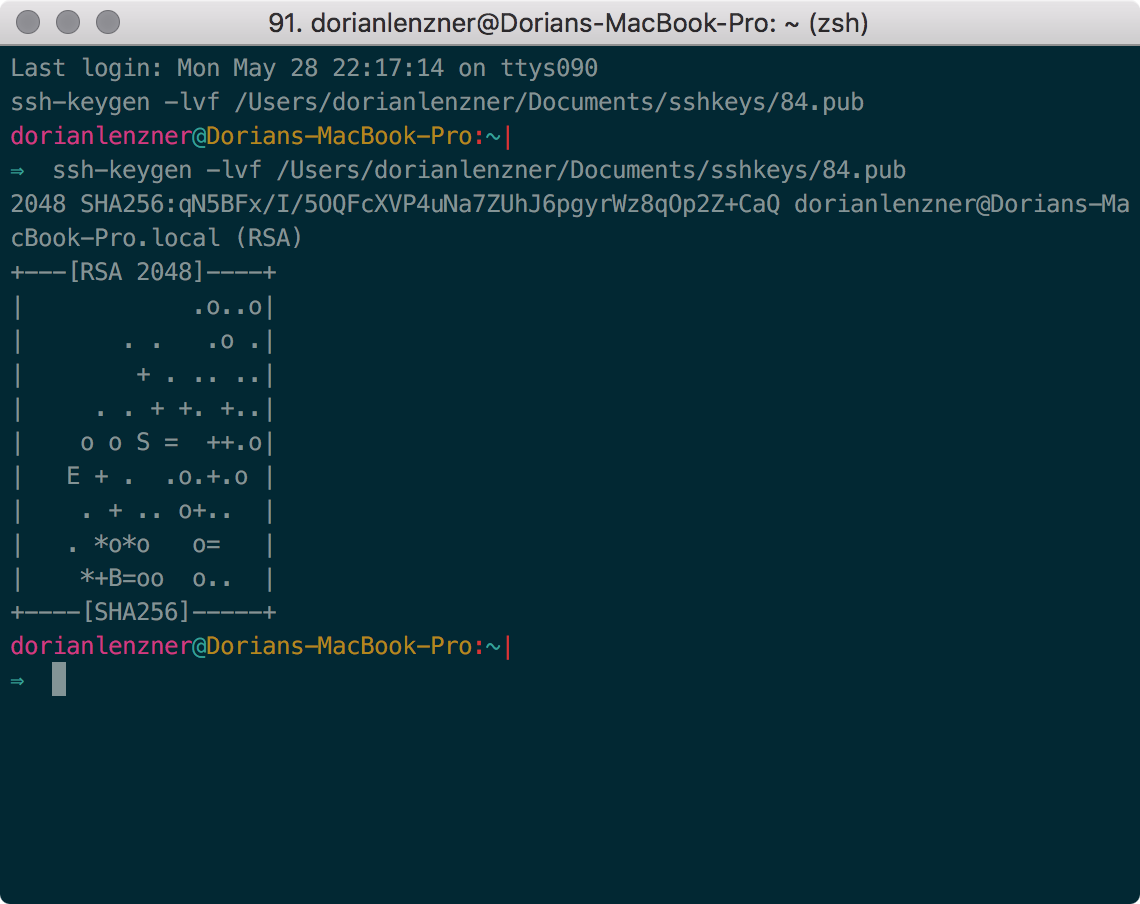 91. dorianlenzner@Dorians-MacBook-Pro: ~ (zsh)
Last login: Mon May 28 22:17:14 on ttys090
ssh-keygen -lvf /Users/dorianlenzner/Documents/sshkeys/84.pub
dorianlenzner@Dorians-MacBook-Pro:~|
⇒  ssh-keygen -lvf /Users/dorianlenzner/Documents/sshkeys/84.pub
2048 SHA256:qN5BFx/I/5OQFcXVP4uNa7ZUhJ6pgyrWz8qOp2Z+CaQ dorianlenzner@Dorians-Ma
cBook-Pro.local (RSA)
+---[RSA 2048]----+
|            .o..o|
|       . .   .o .|
|        + . .. ..|
|     . . + +. +..|
|    o o S =  ++.o|
|   E + .  .o.+.o |
|    . + .. o+..  |
|   . *o*o   o=   |
|    *+B=oo  o..  |
+----[SHA256]-----+
dorianlenzner@Dorians-MacBook-Pro:~|
⇒